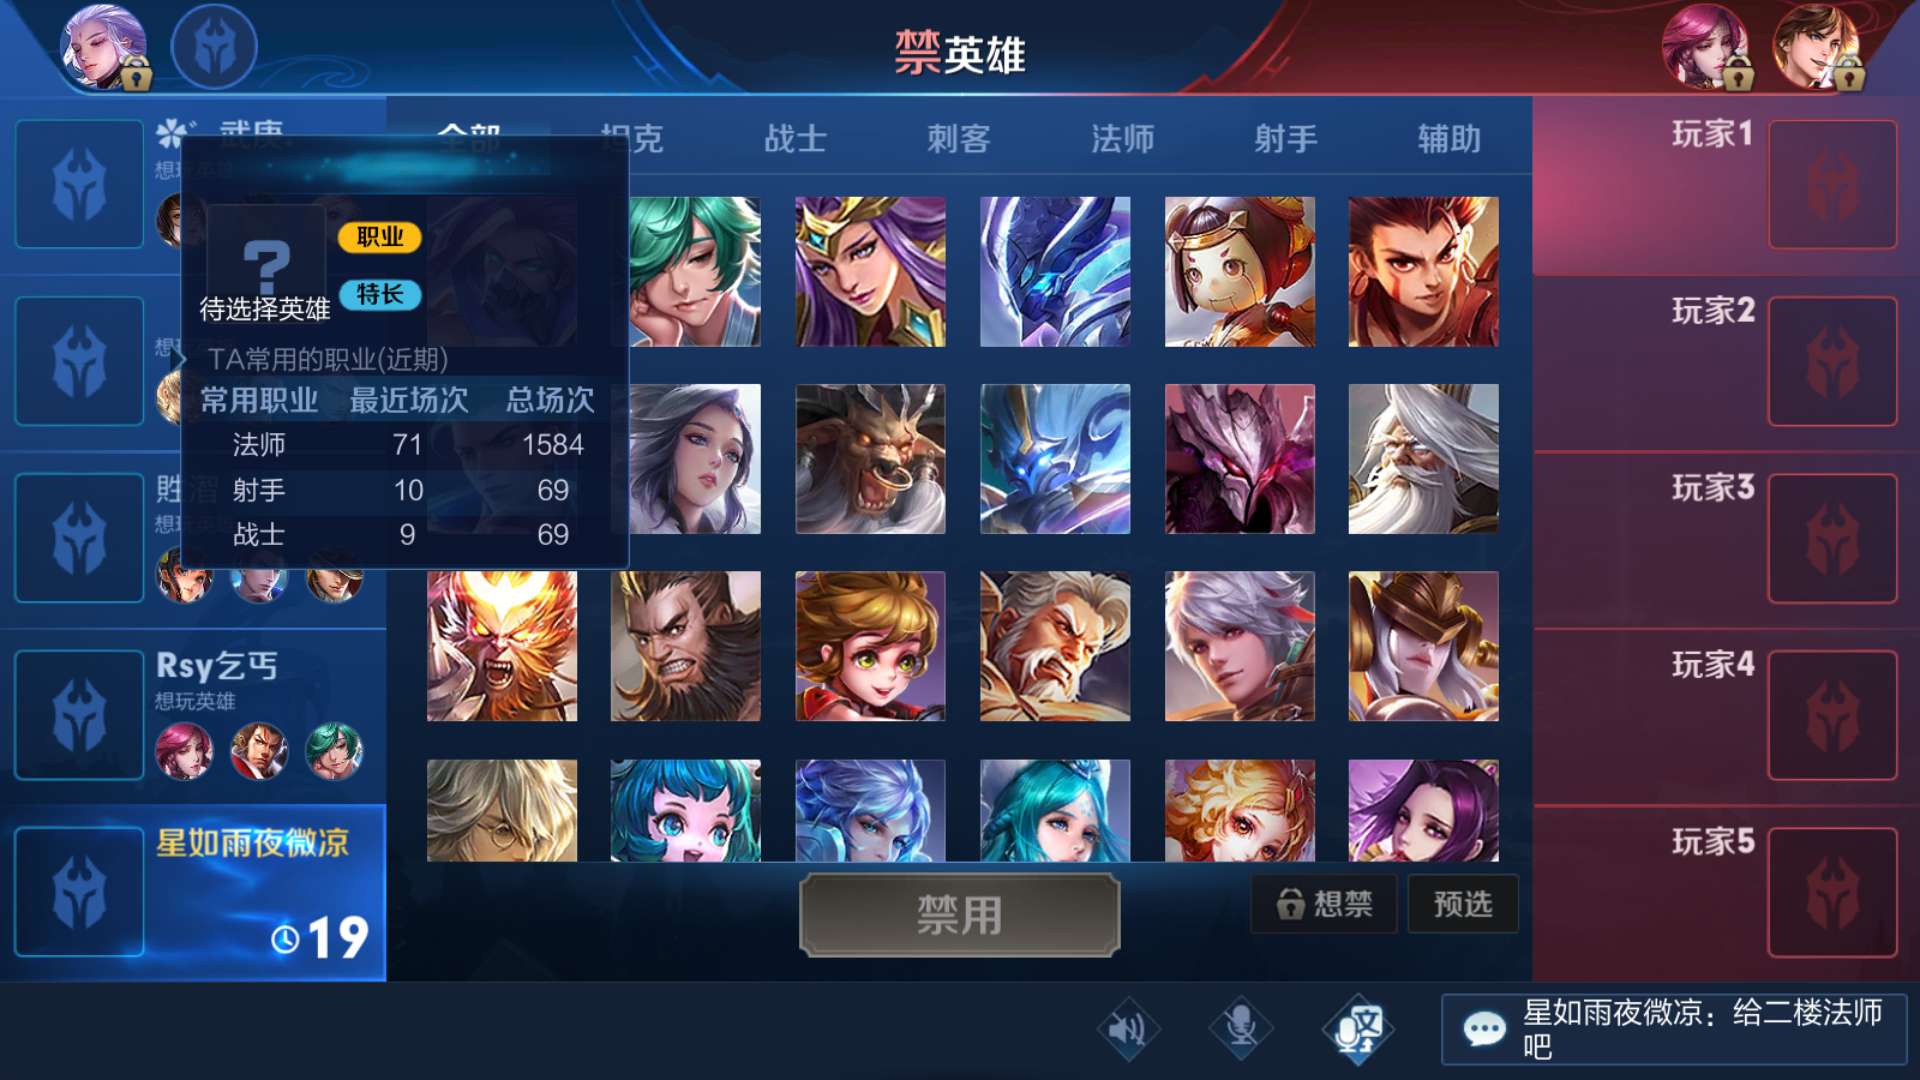 禁英雄
武庚.
想玩英雄
全部
坦克
战士
刺客
法师
射手
辅助
职业
特长
待选择英雄
TA常用的职业(近期)
常用职业 最近场次 总场次
法师 71 1584
射手 10 69
战士 9 69
Rsy乞丐
想玩英雄
星如雨夜微凉
19
玩家1
玩家2
玩家3
玩家4
玩家5
禁用
想禁
预选
星如雨夜微凉：给二楼法师
吧